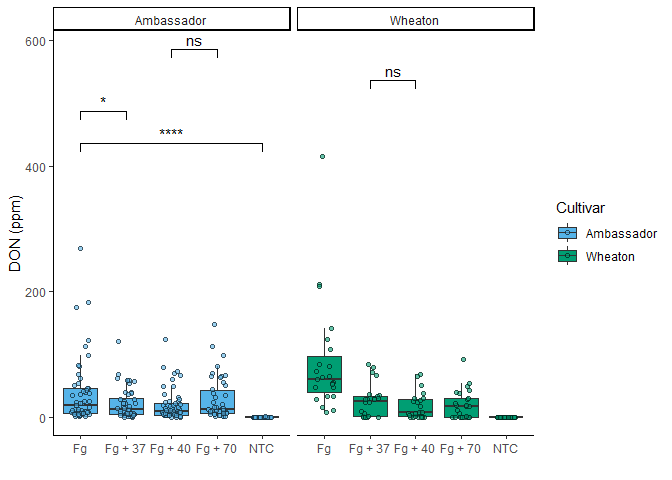 Ambassador
Wheaton
600
400
200
0
DON (ppm)
ns
*
****
ns
Fg
Fg + 37
Fg + 40
Fg + 70
NTC
Fg
Fg + 37
Fg + 40
Fg + 70
NTC
Cultivar
Ambassador
Wheaton